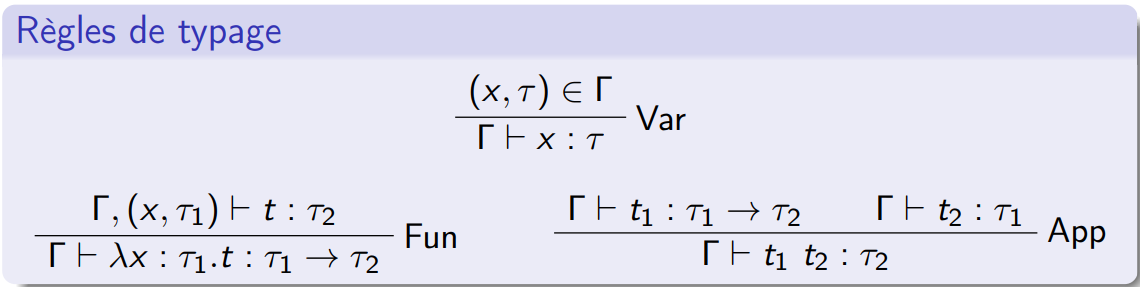 Règles de typage
(x, τ) ∈ Γ
Γ ⊢ x : τ
Var
Γ, (x, τ₁) ⊢ t : τ₂
Γ ⊢ λx : τ₁.t : τ₁ → τ₂
Fun
Γ ⊢ t₁ : τ₁ → τ₂ Γ ⊢ t₂ : τ₁
Γ ⊢ t₁ t₂ : τ₂
App